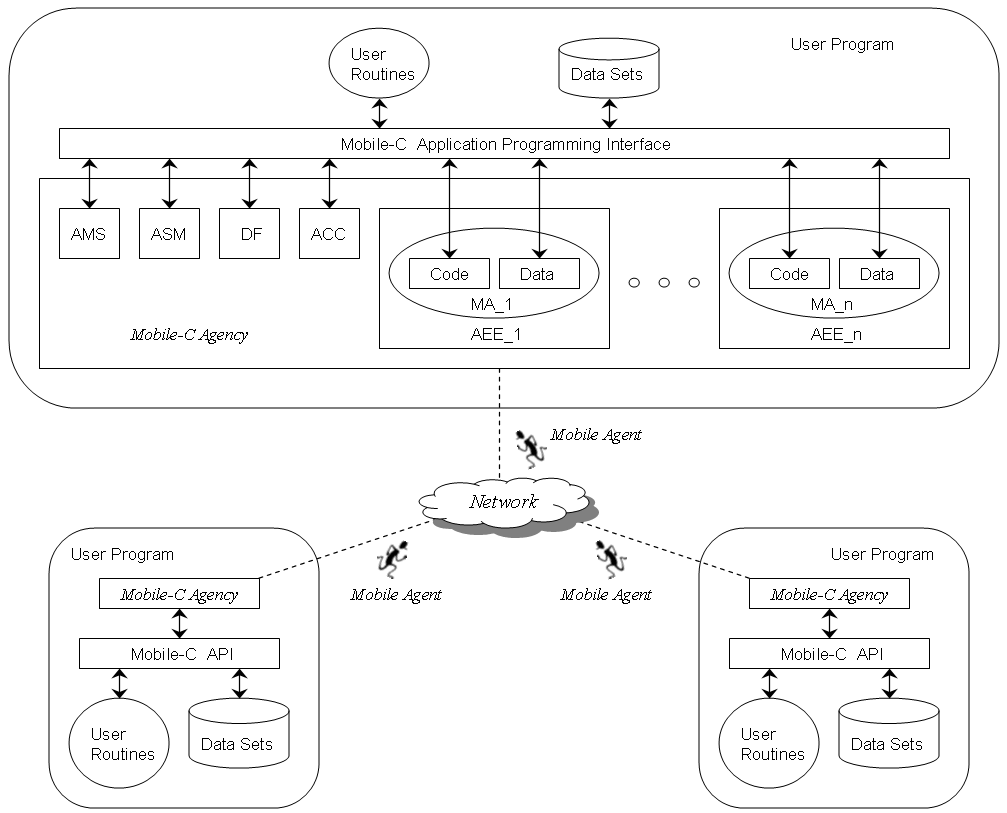 User Program
User
Routines
Data Sets
Mobile-C Application Programming Interface
AMS
ASM
DF
ACC
Code
Data
MA_1
AEE_1
Code
Data
MA_n
AEE_n
Mobile-C Agency
Mobile Agent
Network
Mobile Agent
Mobile Agent
User Program
Mobile-C Agency
Mobile-C API
User
Routines
Data Sets
User Program
Mobile-C Agency
Mobile-C API
User
Routines
Data Sets